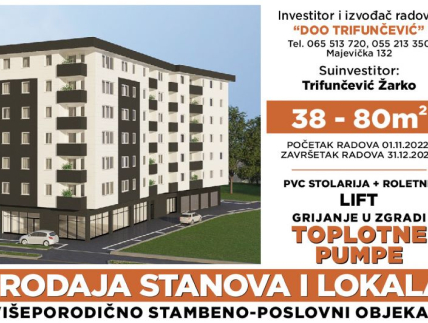 Investitor i izvođač radov
"DOO TRIFUNČEVIĆ"
Tel. 065 513 720, 055 213 350
Majevička 132
Suinvestitor:
Trifunčević Žarko
38 - 80m²
POČETAK RADOVA 01.11.2022
ZAVRŠETAK RADOVA 31.12.202
PVC STOLARIJA + ROLETNE
LIFT
GRIJANJE U ZGRADI
TOPLOTNE
PUMPE
RODAJA STANOVA I LOKALA
VIŠEPORODIČNO STAMBENO-POSLOVNI OBJEKA